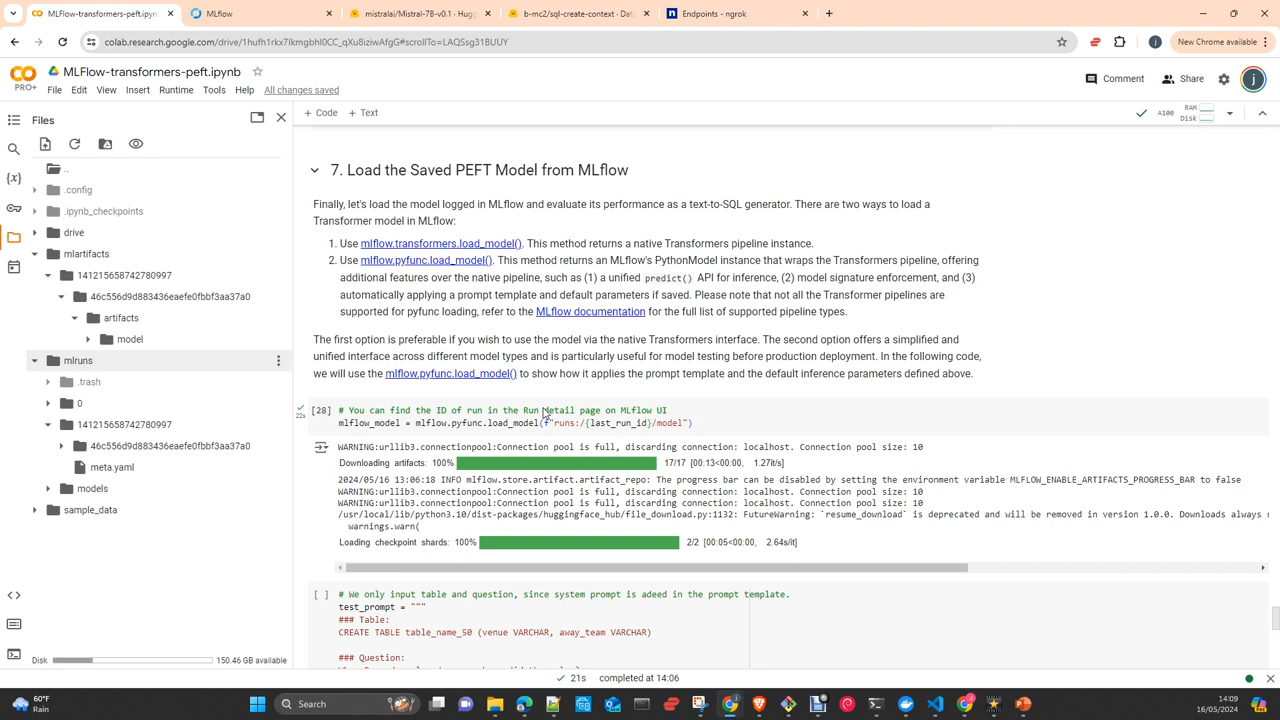 MLFlow-transformers-peft.ipynb
MLflow
mistralai/Mistral-7B-v0.1 - Hugg
b-mc2/sql-create-context - Data
Endpoints - ngrok
colab.research.google.com/drive/1hufh1rkx7Ikmgbhl0CC_qXu8iziwAfgG#scrollTo=LAQSsg31BUUY
New Chrome available
PRO+
MLFlow-transformers-peft.ipynb
File Edit View Insert Runtime Tools Help All changes saved
Comment
Share
j
Files
+ Code + Text
A100
RAM
Disk
..
.config
.ipynb_checkpoints
drive
mlartifacts
141215658742780997
46c556d9d883436eaefe0fbbf3aa37a0
artifacts
model
mlruns
.trash
0
141215658742780997
46c556d9d883436eaefe0fbbf3aa37a0
meta.yaml
models
sample_data
Disk 150.46 GB available
7. Load the Saved PEFT Model from MLflow
Finally, let's load the model logged in MLflow and evaluate its performance as a text-to-SQL generator. There are two ways to load a
Transformer model in MLflow:
1. Use mlflow.transformers.load_model(). This method returns a native Transformers pipeline instance.
2. Use mlflow.pyfunc.load_model(). This method returns an MLflow's PythonModel instance that wraps the Transformers pipeline, offering
additional features over the native pipeline, such as (1) a unified predict() API for inference, (2) model signature enforcement, and (3)
automatically applying a prompt template and default parameters if saved. Please note that not all the Transformer pipelines are
supported for pyfunc loading, refer to the MLflow documentation for the full list of supported pipeline types.
The first option is preferable if you wish to use the model via the native Transformers interface. The second option offers a simplified and
unified interface across different model types and is particularly useful for model testing before production deployment. In the following code,
we will use the mlflow.pyfunc.load_model() to show how it applies the prompt template and the default inference parameters defined above.
22s
[28] # You can find the ID of run in the Run detail page on MLflow UI
mlflow_model = mlflow.pyfunc.load_model(f"runs:/{last_run_id}/model")
WARNING:urllib3.connectionpool:Connection pool is full, discarding connection: localhost. Connection pool size: 10
Downloading artifacts: 100% 17/17 [00:13<00:00, 1.27it/s]
2024/05/16 13:06:18 INFO mlflow.store.artifact.artifact_repo: The progress bar can be disabled by setting the environment variable MLFLOW_ENABLE_ARTIFACTS_PROGRESS_BAR to false
WARNING:urllib3.connectionpool:Connection pool is full, discarding connection: localhost. Connection pool size: 10
WARNING:urllib3.connectionpool:Connection pool is full, discarding connection: localhost. Connection pool size: 10
/usr/local/lib/python3.10/dist-packages/huggingface_hub/file_download.py:1132: FutureWarning: `resume_download` is deprecated and will be removed in version 1.0.0. Downloads always r
warnings.warn(
Loading checkpoint shards: 100% 2/2 [00:05<00:00, 2.64s/it]
[ ] # We only input table and question, since system prompt is adeed in the prompt template.
test_prompt = """
### Table:
CREATE TABLE table_name_50 (venue VARCHAR, away_team VARCHAR)
### Question:
21s completed at 14:06
60°F
Rain
Search
14:09
16/05/2024